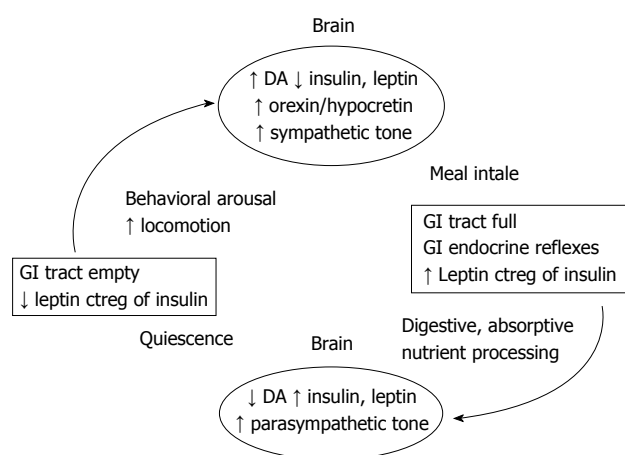 Brain
↑ DA ↓ insulin, leptin
↑ orexin/hypocretin
↑ sympathetic tone
Meal intale
Behavioral arousal
↑ locomotion
GI tract full
GI endocrine reflexes
↑ Leptin ctreg of insulin
GI tract empty
↓ leptin ctreg of insulin
Quiescence
Digestive, absorptive
nutrient processing
Brain
↓ DA ↑ insulin, leptin
↑ parasympathetic tone